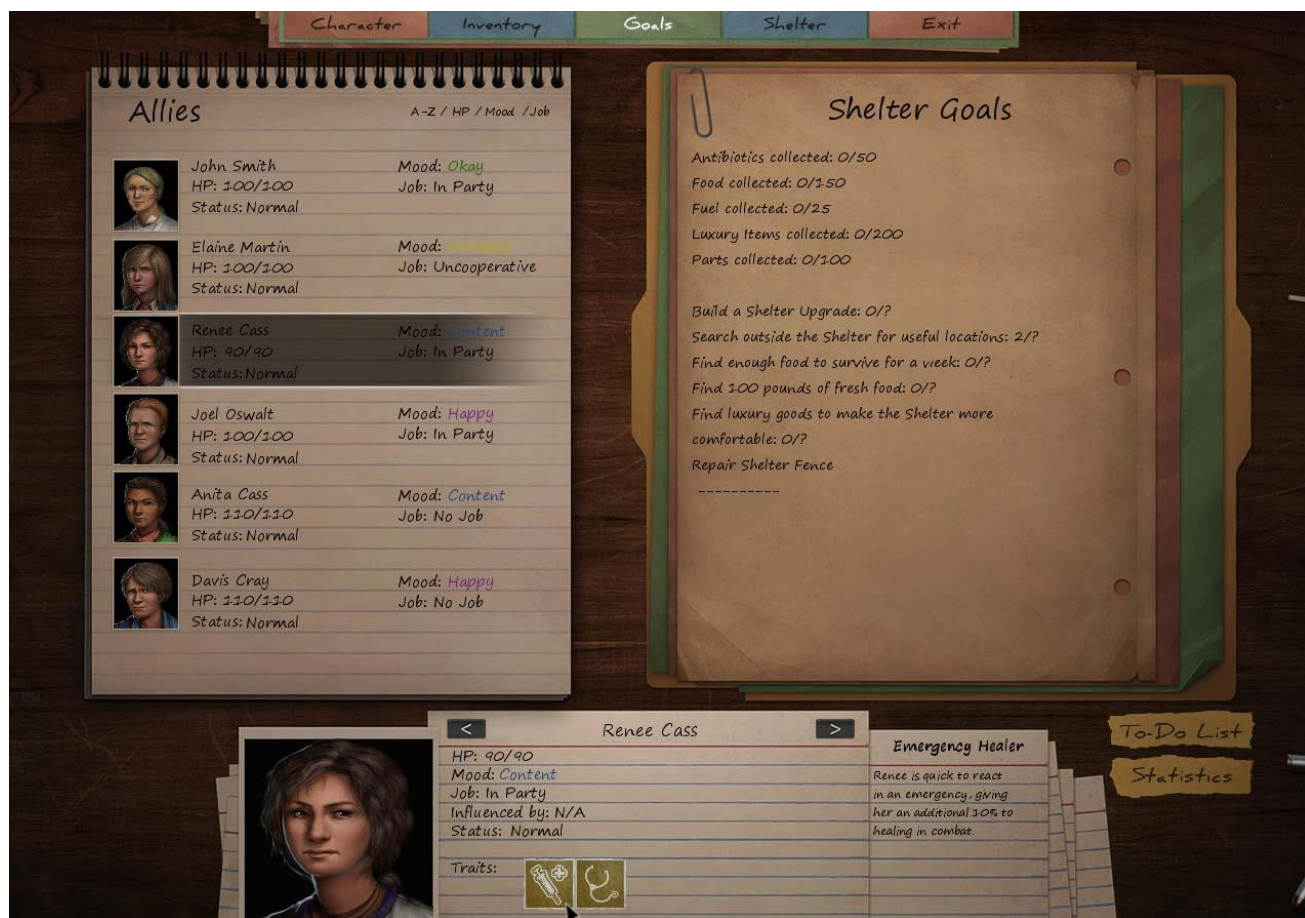 Character
Inventory
Goals
Shelter
Exit
Allies
A-Z / HP / Mood /Job
John Smith
Mood: Okay
HP: 100/100
Job: In Party
Status: Normal
Elaine Martin
Mood:
HP: 100/100
Job: Uncooperative
Status: Normal
Renee Cass
Mood: Content
HP: 90/90
Job: In Party
Status: Normal
Joel Oswalt
Mood: Happy
HP: 100/100
Job: In Party
Status: Normal
Anita Cass
Mood: Content
HP: 110/110
Job: No Job
Status: Normal
Davis Cray
Mood: Happy
HP: 110/110
Job: No Job
Status: Normal
Shelter Goals
Antibiotics collected: 0/50
Food collected: 0/150
Fuel collected: 0/25
Luxury Items collected: 0/200
Parts collected: 0/100
Build a Shelter Upgrade: 0/?
Search outside the Shelter for useful locations: 2/?
Find enough food to survive for a week: 0/?
Find 100 pounds of fresh food: 0/?
Find luxury goods to make the Shelter more
comfortable: 0/?
Repair Shelter Fence
----------
< Renee Cass >
HP: 90/90
Mood: Content
Job: In Party
Influenced by: N/A
Status: Normal
Traits:
Emergency Healer
Renee is quick to react
in an emergency, giving
her an additional 10% to
healing in combat.
To-Do List
Statistics